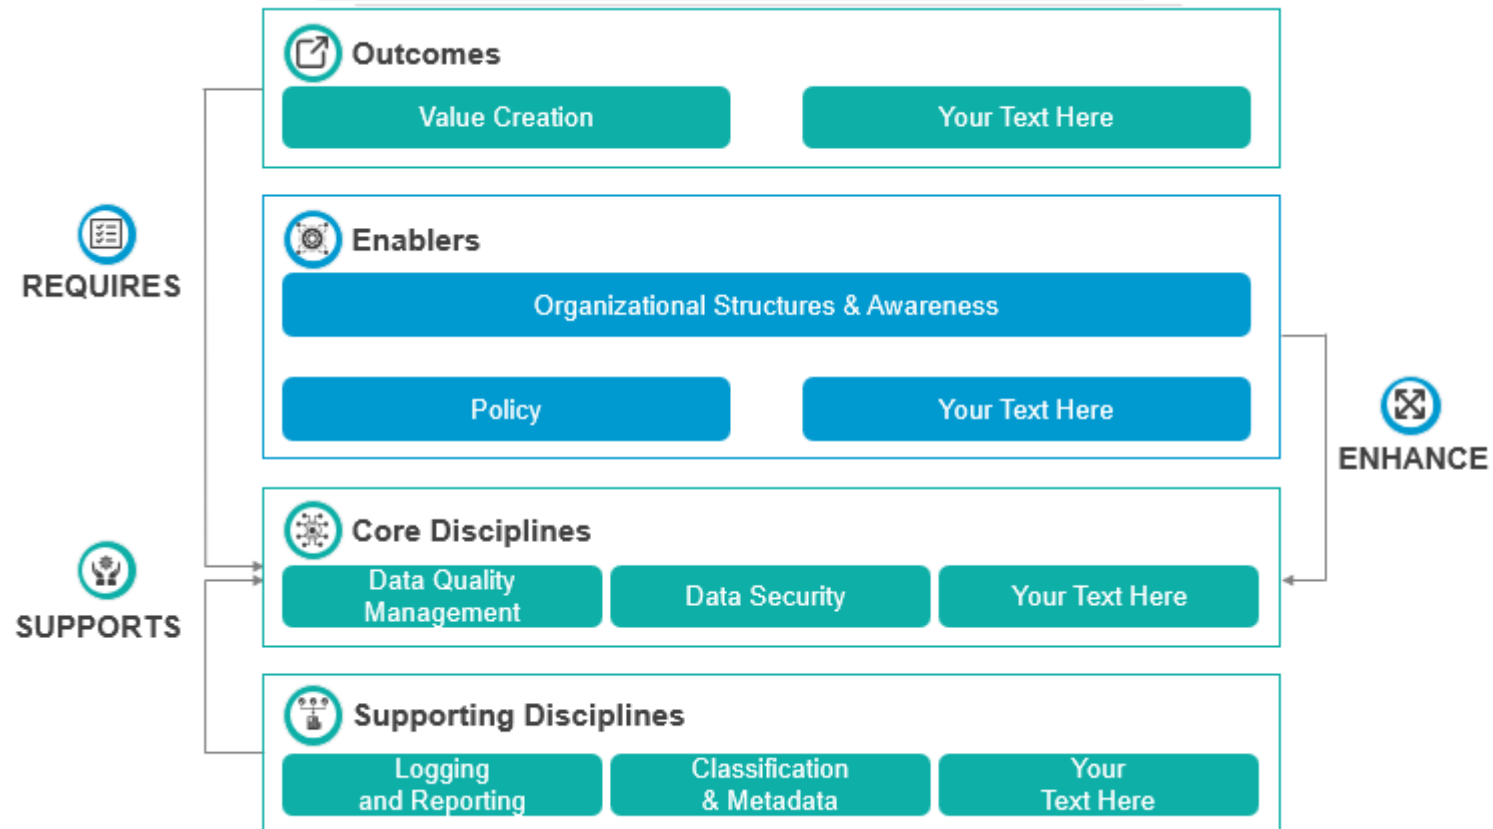 Outcomes
Value Creation
Your Text Here
REQUIRES
Enablers
Organizational Structures & Awareness
Policy
Your Text Here
ENHANCE
Core Disciplines
Data Quality
Management
Data Security
Your Text Here
SUPPORTS
Supporting Disciplines
Logging
and Reporting
Classification
& Metadata
Your
Text Here